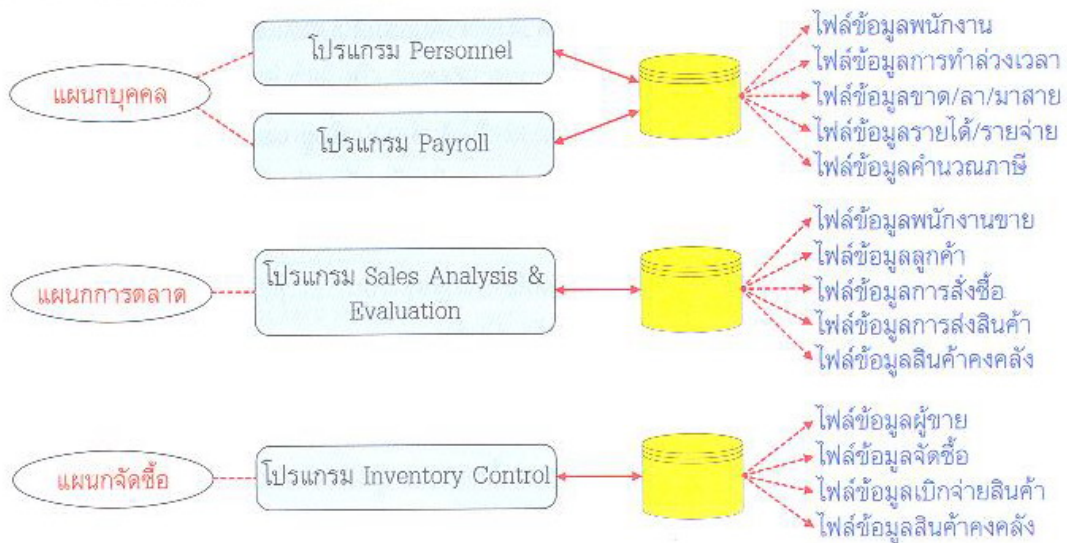 แผนกบุคคล
โปรแกรม Personnel
โปรแกรม Payroll
ไฟล์ข้อมูลพนักงาน
ไฟล์ข้อมูลการทำล่วงเวลา
ไฟล์ข้อมูลขาด/ลา/มาสาย
ไฟล์ข้อมูลรายได้/รายจ่าย
ไฟล์ข้อมูลคำนวณภาษี
แผนกการตลาด
โปรแกรม Sales Analysis &
Evaluation
ไฟล์ข้อมูลพนักงานขาย
ไฟล์ข้อมูลลูกค้า
ไฟล์ข้อมูลการสั่งซื้อ
ไฟล์ข้อมูลการส่งสินค้า
ไฟล์ข้อมูลสินค้าคงคลัง
แผนกจัดซื้อ
โปรแกรม Inventory Control
ไฟล์ข้อมูลผู้ขาย
ไฟล์ข้อมูลจัดซื้อ
ไฟล์ข้อมูลเบิกจ่ายสินค้า
ไฟล์ข้อมูลสินค้าคงคลัง